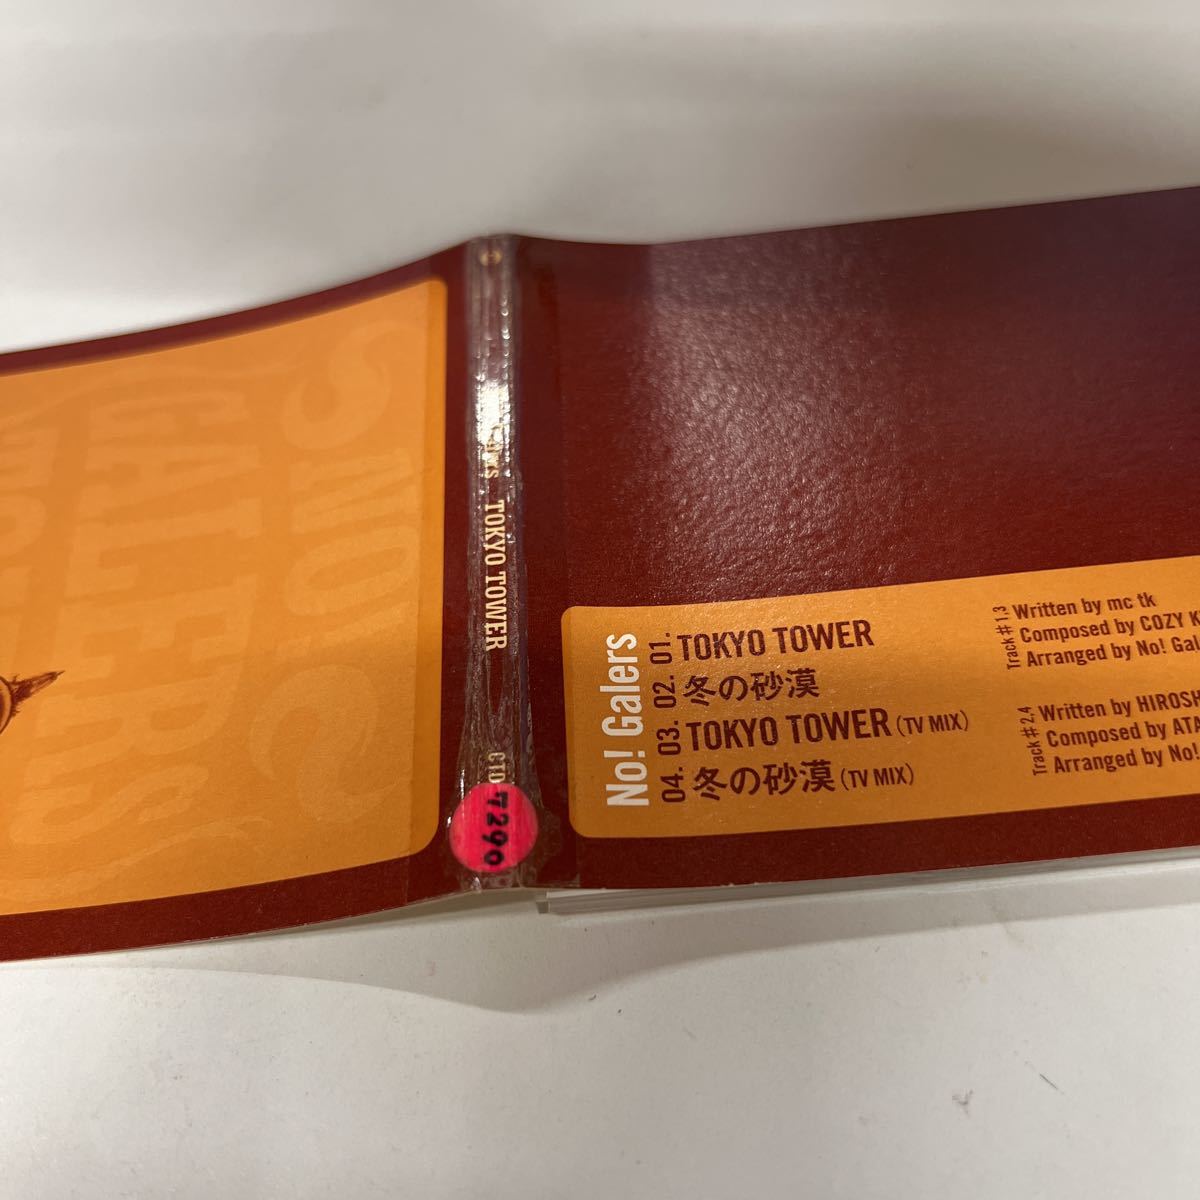 NO!
TOKYO TOWER
7290
No! Galers
01. TOKYO TOWER
02. 冬の砂漠
03. TOKYO TOWER (TV MIX)
04. 冬の砂漠 (TV MIX)
Track#1,3
Written by mc tk
Composed by COZY K
Arranged by No! Gal
Track#2,4
Written by HIROSH
Composed by ATA
Arranged by No!